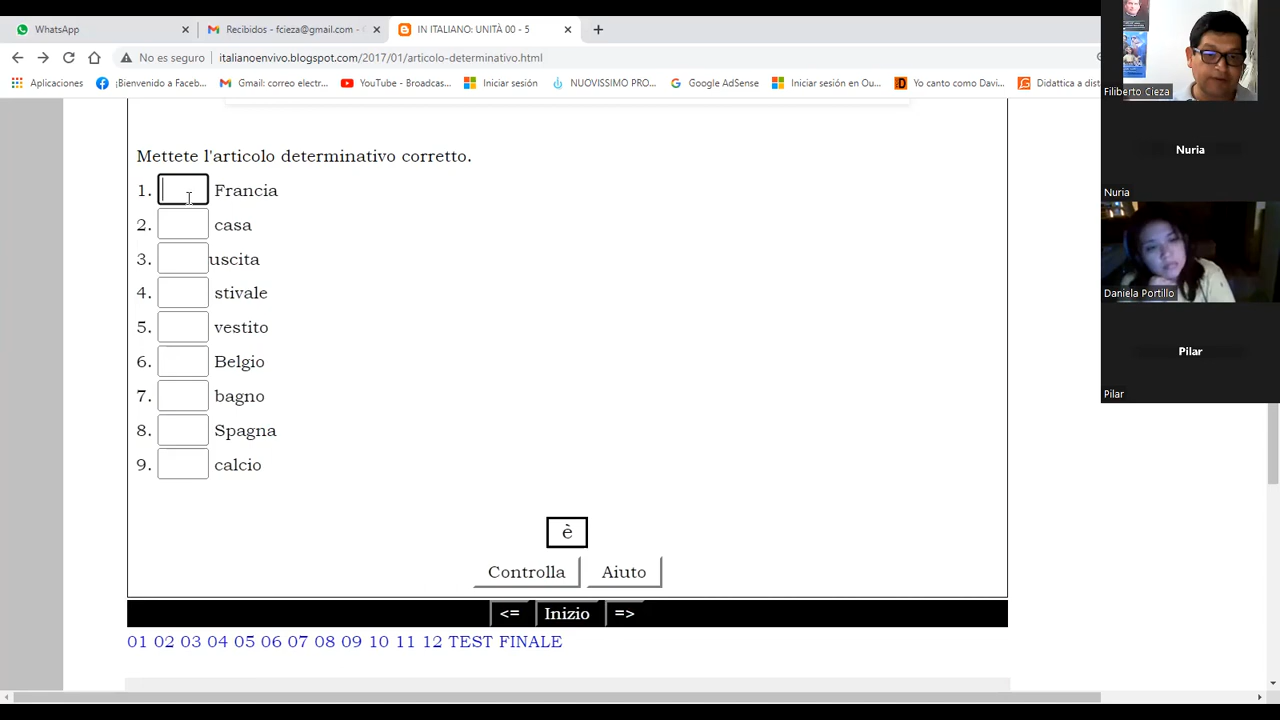 WhatsApp
Recibidos - fcieza@gmail.com -
IN ITALIANO: UNITÀ 00 - 5
No es seguro
italianoenvivo.blogspot.com/2017/01/articolo-determinativo.html
Aplicaciones
¡Bienvenido a Faceb...
Gmail: correo electr...
YouTube - Broadcas...
Iniciar sesión
NUOVISSIMO PRO...
Google AdSense
Iniciar sesión en Ou...
Yo canto como Davi...
Didattica a dist
Mettete l'articolo determinativo corretto.
1. Francia
2. casa
3. uscita
4. stivale
5. vestito
6. Belgio
7. bagno
8. Spagna
9. calcio
è
Controlla
Aiuto
<=
Inizio
=>
01 02 03 04 05 06 07 08 09 10 11 12 TEST FINALE
Filiberto Cieza
Nuria
Nuria
Daniela Portillo
Pilar
Pilar